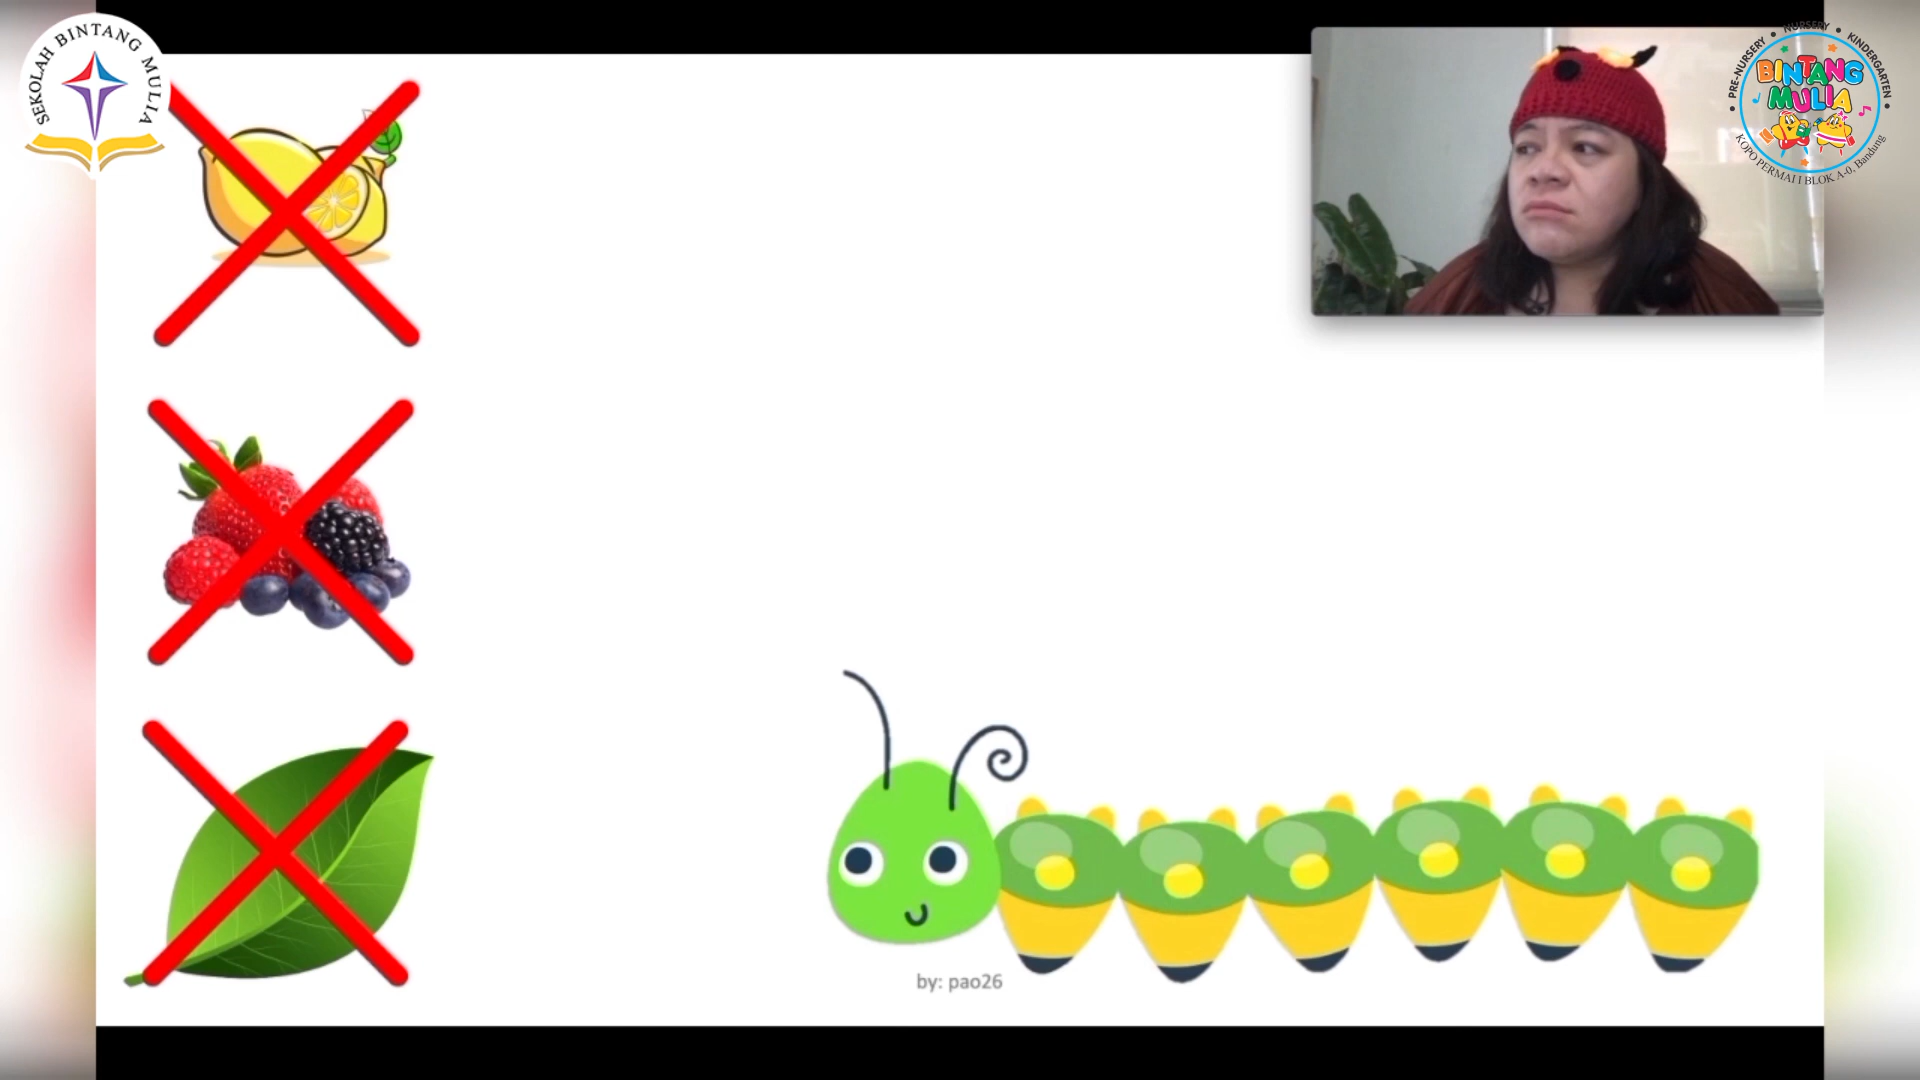 SEKOLAH BINTANG MULIA
PRE-NURSERY • NURSERY • KINDERGARTEN
BINTANG
MULIA
KOPO PERMAI I BLOK A-0, Bandung
by: pao26